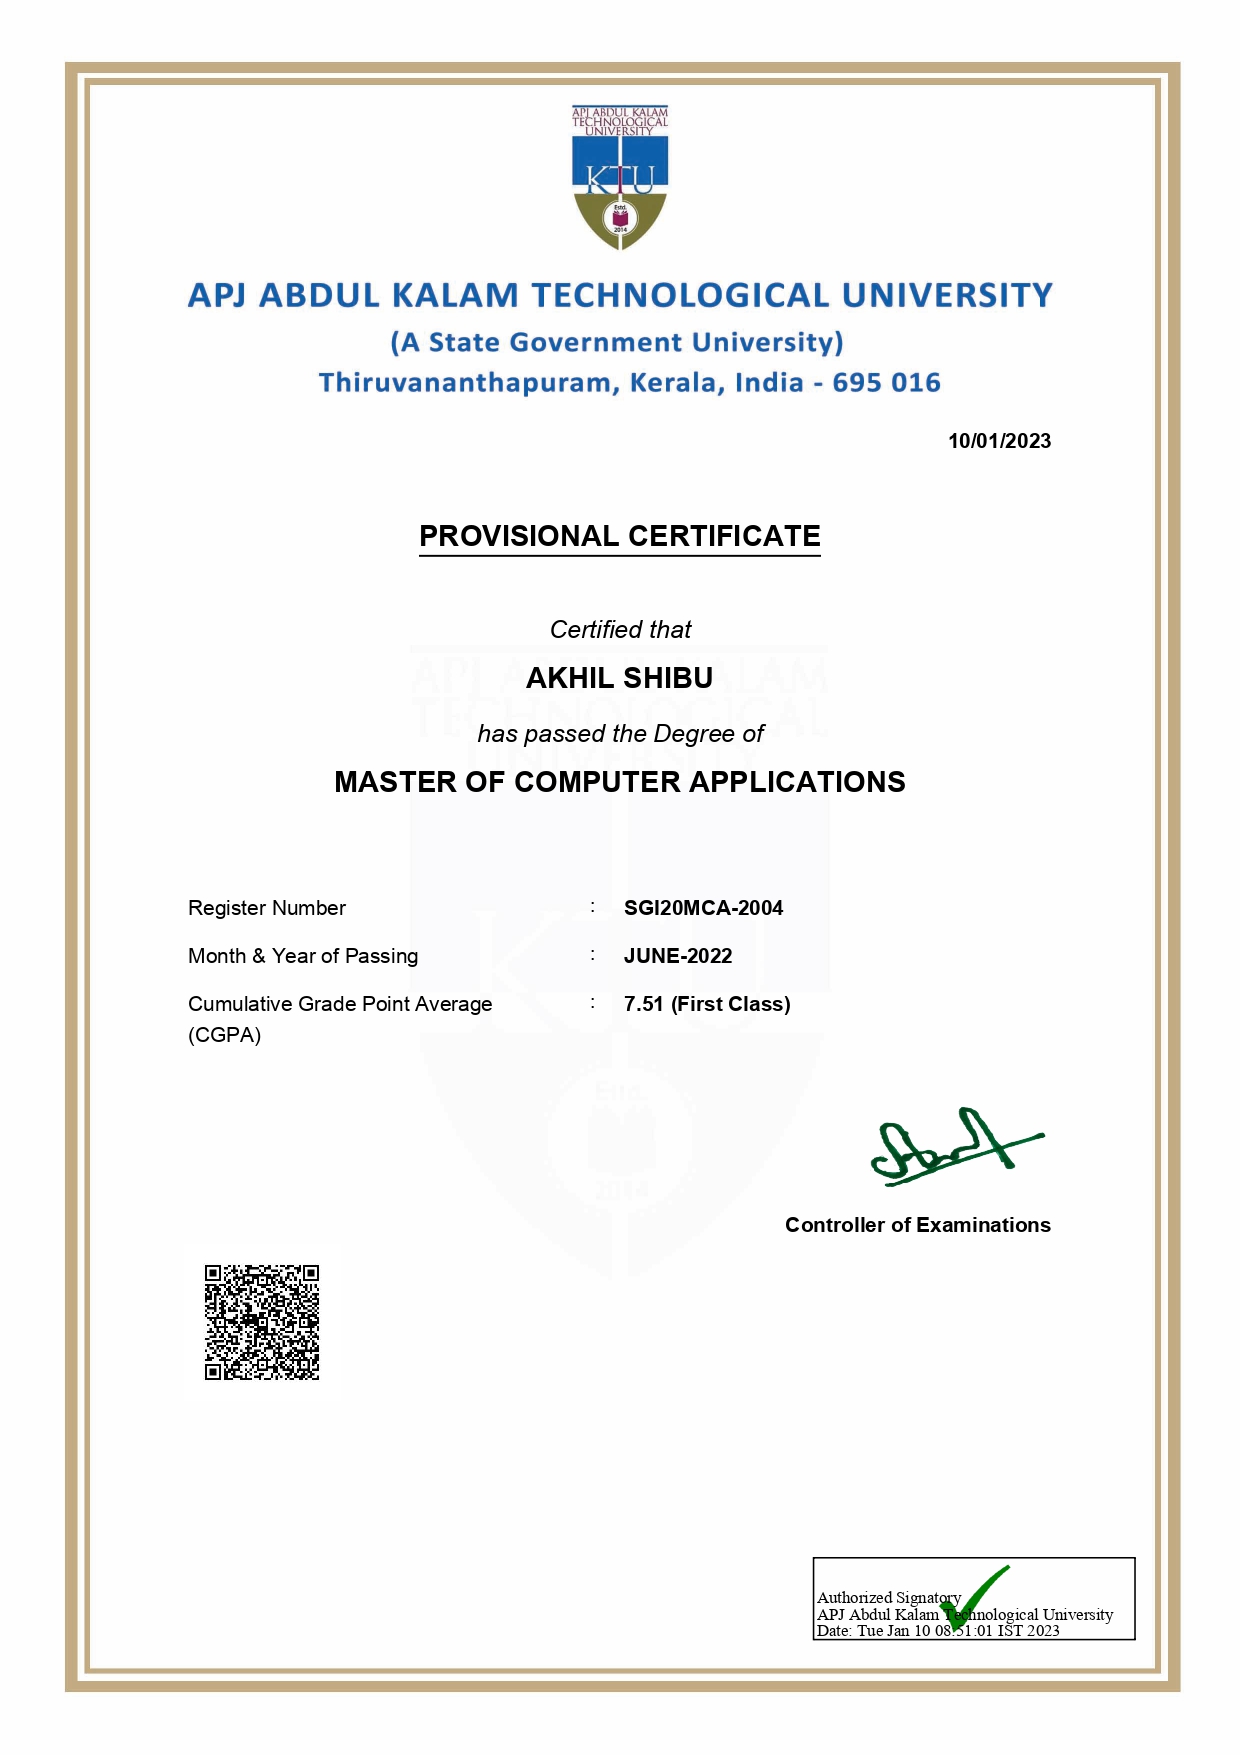 APJ ABDUL KALAM
TECHNOLOGICAL
UNIVERSITY
KTU
Estd.
2014
APJ ABDUL KALAM TECHNOLOGICAL UNIVERSITY
(A State Government University)
Thiruvananthapuram, Kerala, India - 695 016
10/01/2023
PROVISIONAL CERTIFICATE
Certified that
AKHIL SHIBU
has passed the Degree of
MASTER OF COMPUTER APPLICATIONS
Register Number : SGI20MCA-2004
Month & Year of Passing : JUNE-2022
Cumulative Grade Point Average : 7.51 (First Class)
(CGPA)
Controller of Examinations
Authorized Signatory
APJ Abdul Kalam Technological University
Date: Tue Jan 10 08:51:01 IST 2023